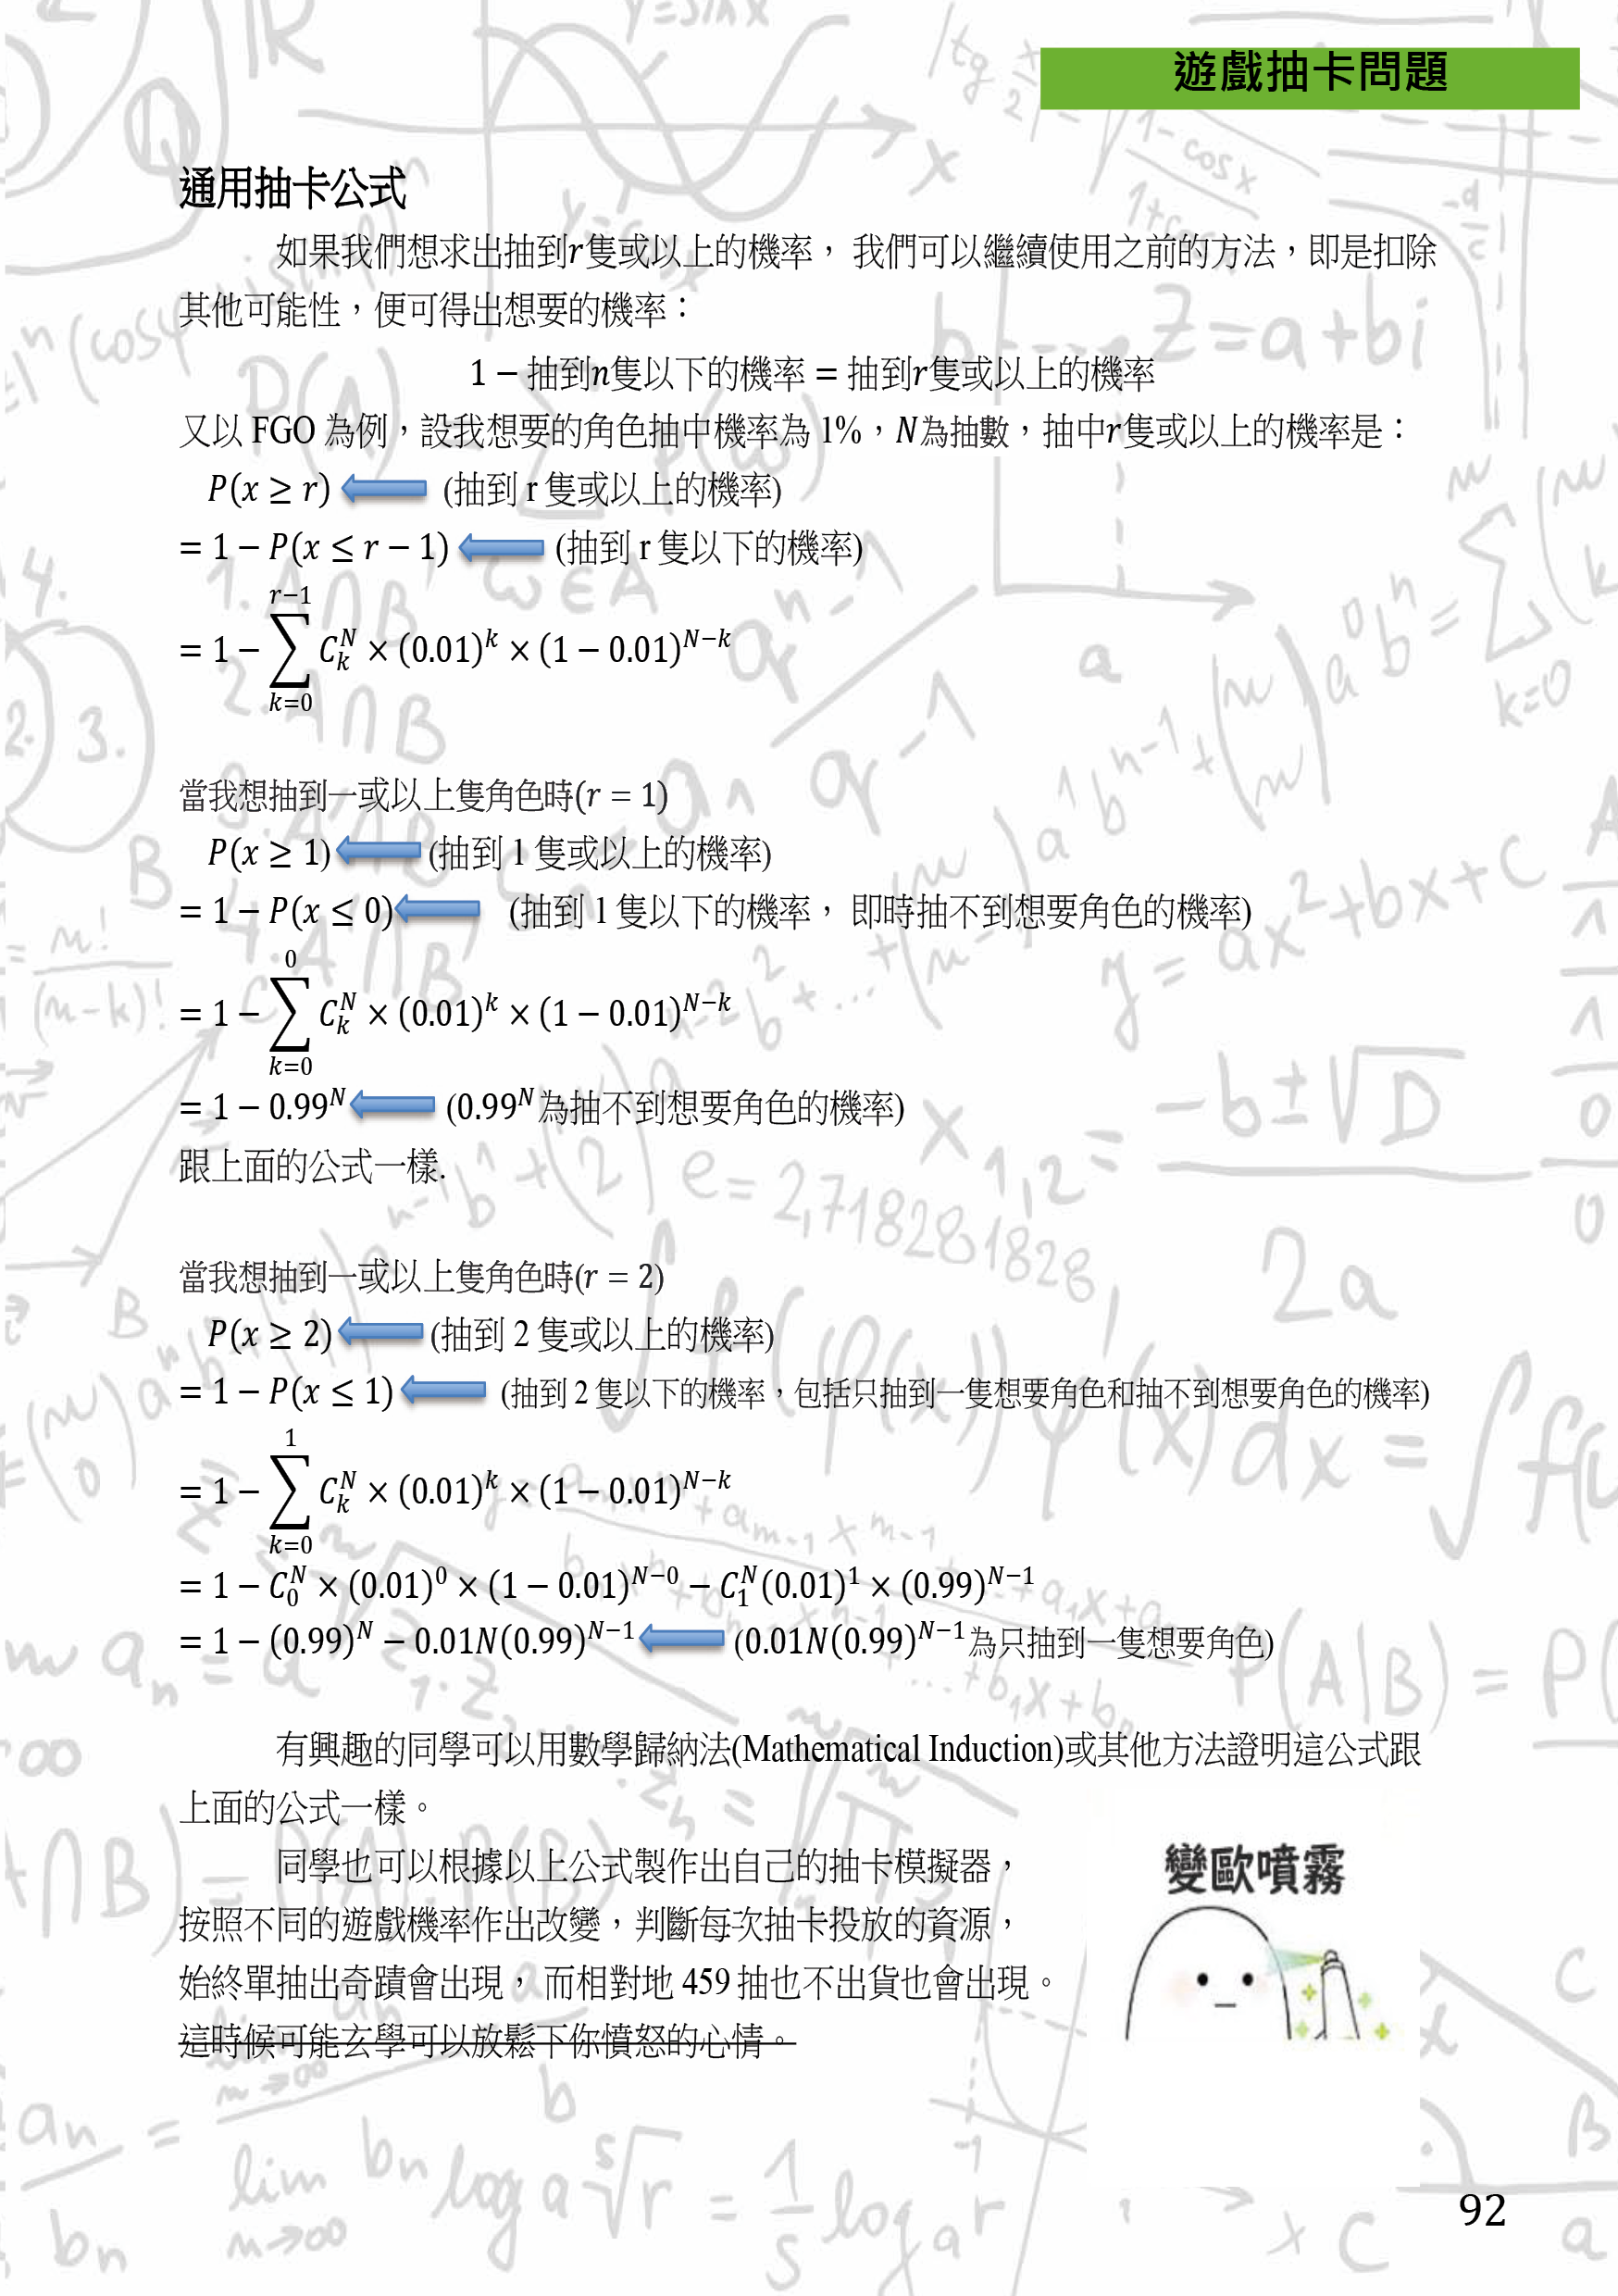 遊戲抽卡問題
通用抽卡公式
如果我們想求出抽到r隻或以上的機率， 我們可以繼續使用之前的方法，即是扣除
其他可能性，便可得出想要的機率：
1 − 抽到n隻以下的機率 = 抽到r隻或以上的機率
又以 FGO 為例，設我想要的角色抽中機率為 1%，N為抽數，抽中r隻或以上的機率是：
P(x ≥ r) (抽到 r 隻或以上的機率)
= 1 − P(x ≤ r − 1) (抽到 r 隻以下的機率)
= 1 − ∑_{k=0}^{r−1} C_k^N × (0.01)^k × (1 − 0.01)^{N−k}
當我想抽到一或以上隻角色時(r = 1)
P(x ≥ 1) (抽到 1 隻或以上的機率)
= 1 − P(x ≤ 0) (抽到 1 隻以下的機率， 即時抽不到想要角色的機率)
= 1 − ∑_{k=0}^{0} C_k^N × (0.01)^k × (1 − 0.01)^{N−k}
= 1 − 0.99^N (0.99^N為抽不到想要角色的機率)
跟上面的公式一樣.
當我想抽到一或以上隻角色時(r = 2)
P(x ≥ 2) (抽到 2 隻或以上的機率)
= 1 − P(x ≤ 1) (抽到 2 隻以下的機率，包括只抽到一隻想要角色和抽不到想要角色的機率)
= 1 − ∑_{k=0}^{1} C_k^N × (0.01)^k × (1 − 0.01)^{N−k}
= 1 − C_0^N × (0.01)^0 × (1 − 0.01)^{N−0} − C_1^N(0.01)^1 × (0.99)^{N−1}
= 1 − (0.99)^N − 0.01N(0.99)^{N−1} (0.01N(0.99)^{N−1}為只抽到一隻想要角色)
有興趣的同學可以用數學歸納法(Mathematical Induction)或其他方法證明這公式跟
上面的公式一樣。
同學也可以根據以上公式製作出自己的抽卡模擬器，
按照不同的遊戲機率作出改變，判斷每次抽卡投放的資源，
始終單抽出奇蹟會出現， 而相對地 459 抽也不出貨也會出現。
這時候可能玄學可以放鬆下你憤怒的心情。
變歐噴霧
92